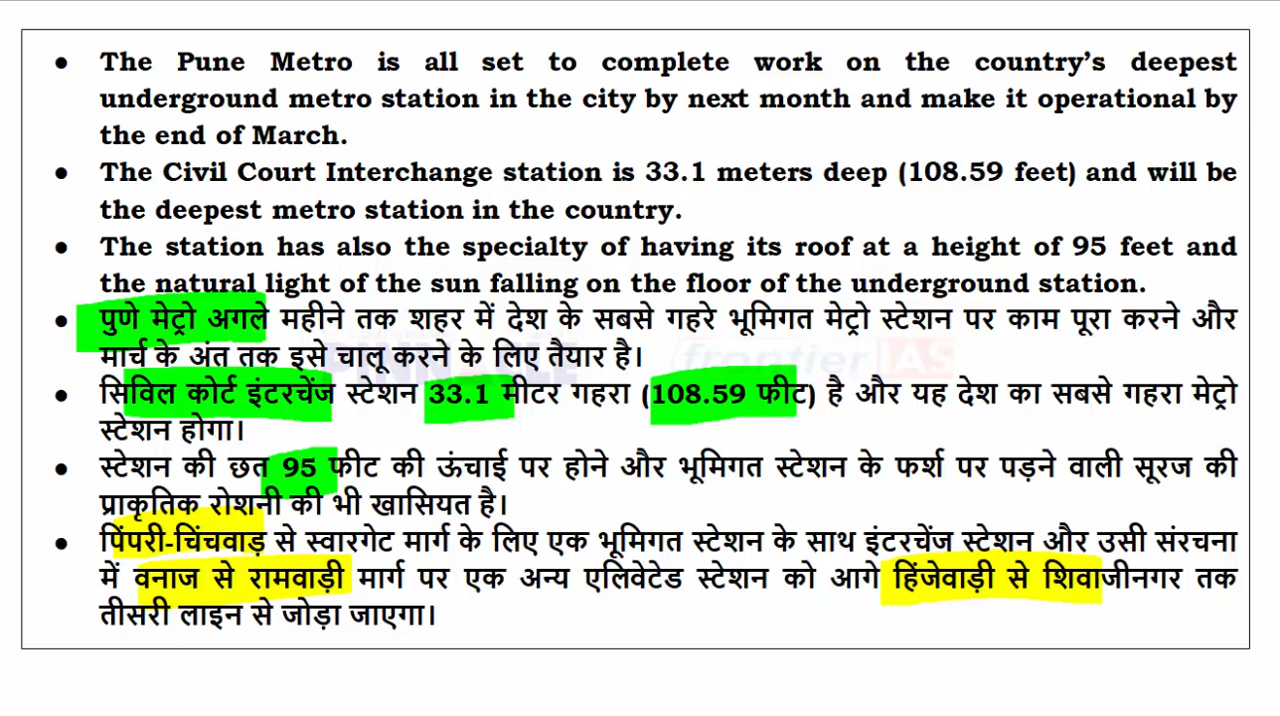 ● The Pune Metro is all set to complete work on the country’s deepest
underground metro station in the city by next month and make it operational by
the end of March.
● The Civil Court Interchange station is 33.1 meters deep (108.59 feet) and will be
the deepest metro station in the country.
● The station has also the specialty of having its roof at a height of 95 feet and
the natural light of the sun falling on the floor of the underground station.
● पुणे मेट्रो अगले महीने तक शहर में देश के सबसे गहरे भूमिगत मेट्रो स्टेशन पर काम पूरा करने और
मार्च के अंत तक इसे चालू करने के लिए तैयार है।
● सिविल कोर्ट इंटरचेंज स्टेशन 33.1 मीटर गहरा (108.59 फीट) है और यह देश का सबसे गहरा मेट्रो
स्टेशन होगा।
● स्टेशन की छत 95 फीट की ऊंचाई पर होने और भूमिगत स्टेशन के फर्श पर पड़ने वाली सूरज की
प्राकृतिक रोशनी की भी खासियत है।
● पिंपरी-चिंचवाड़ से स्वारगेट मार्ग के लिए एक भूमिगत स्टेशन के साथ इंटरचेंज स्टेशन और उसी संरचना
में वनाज से रामवाड़ी मार्ग पर एक अन्य एलिवेटेड स्टेशन को आगे हिंजेवाड़ी से शिवाजीनगर तक
तीसरी लाइन से जोड़ा जाएगा।
PINNACLE
frontier IAS